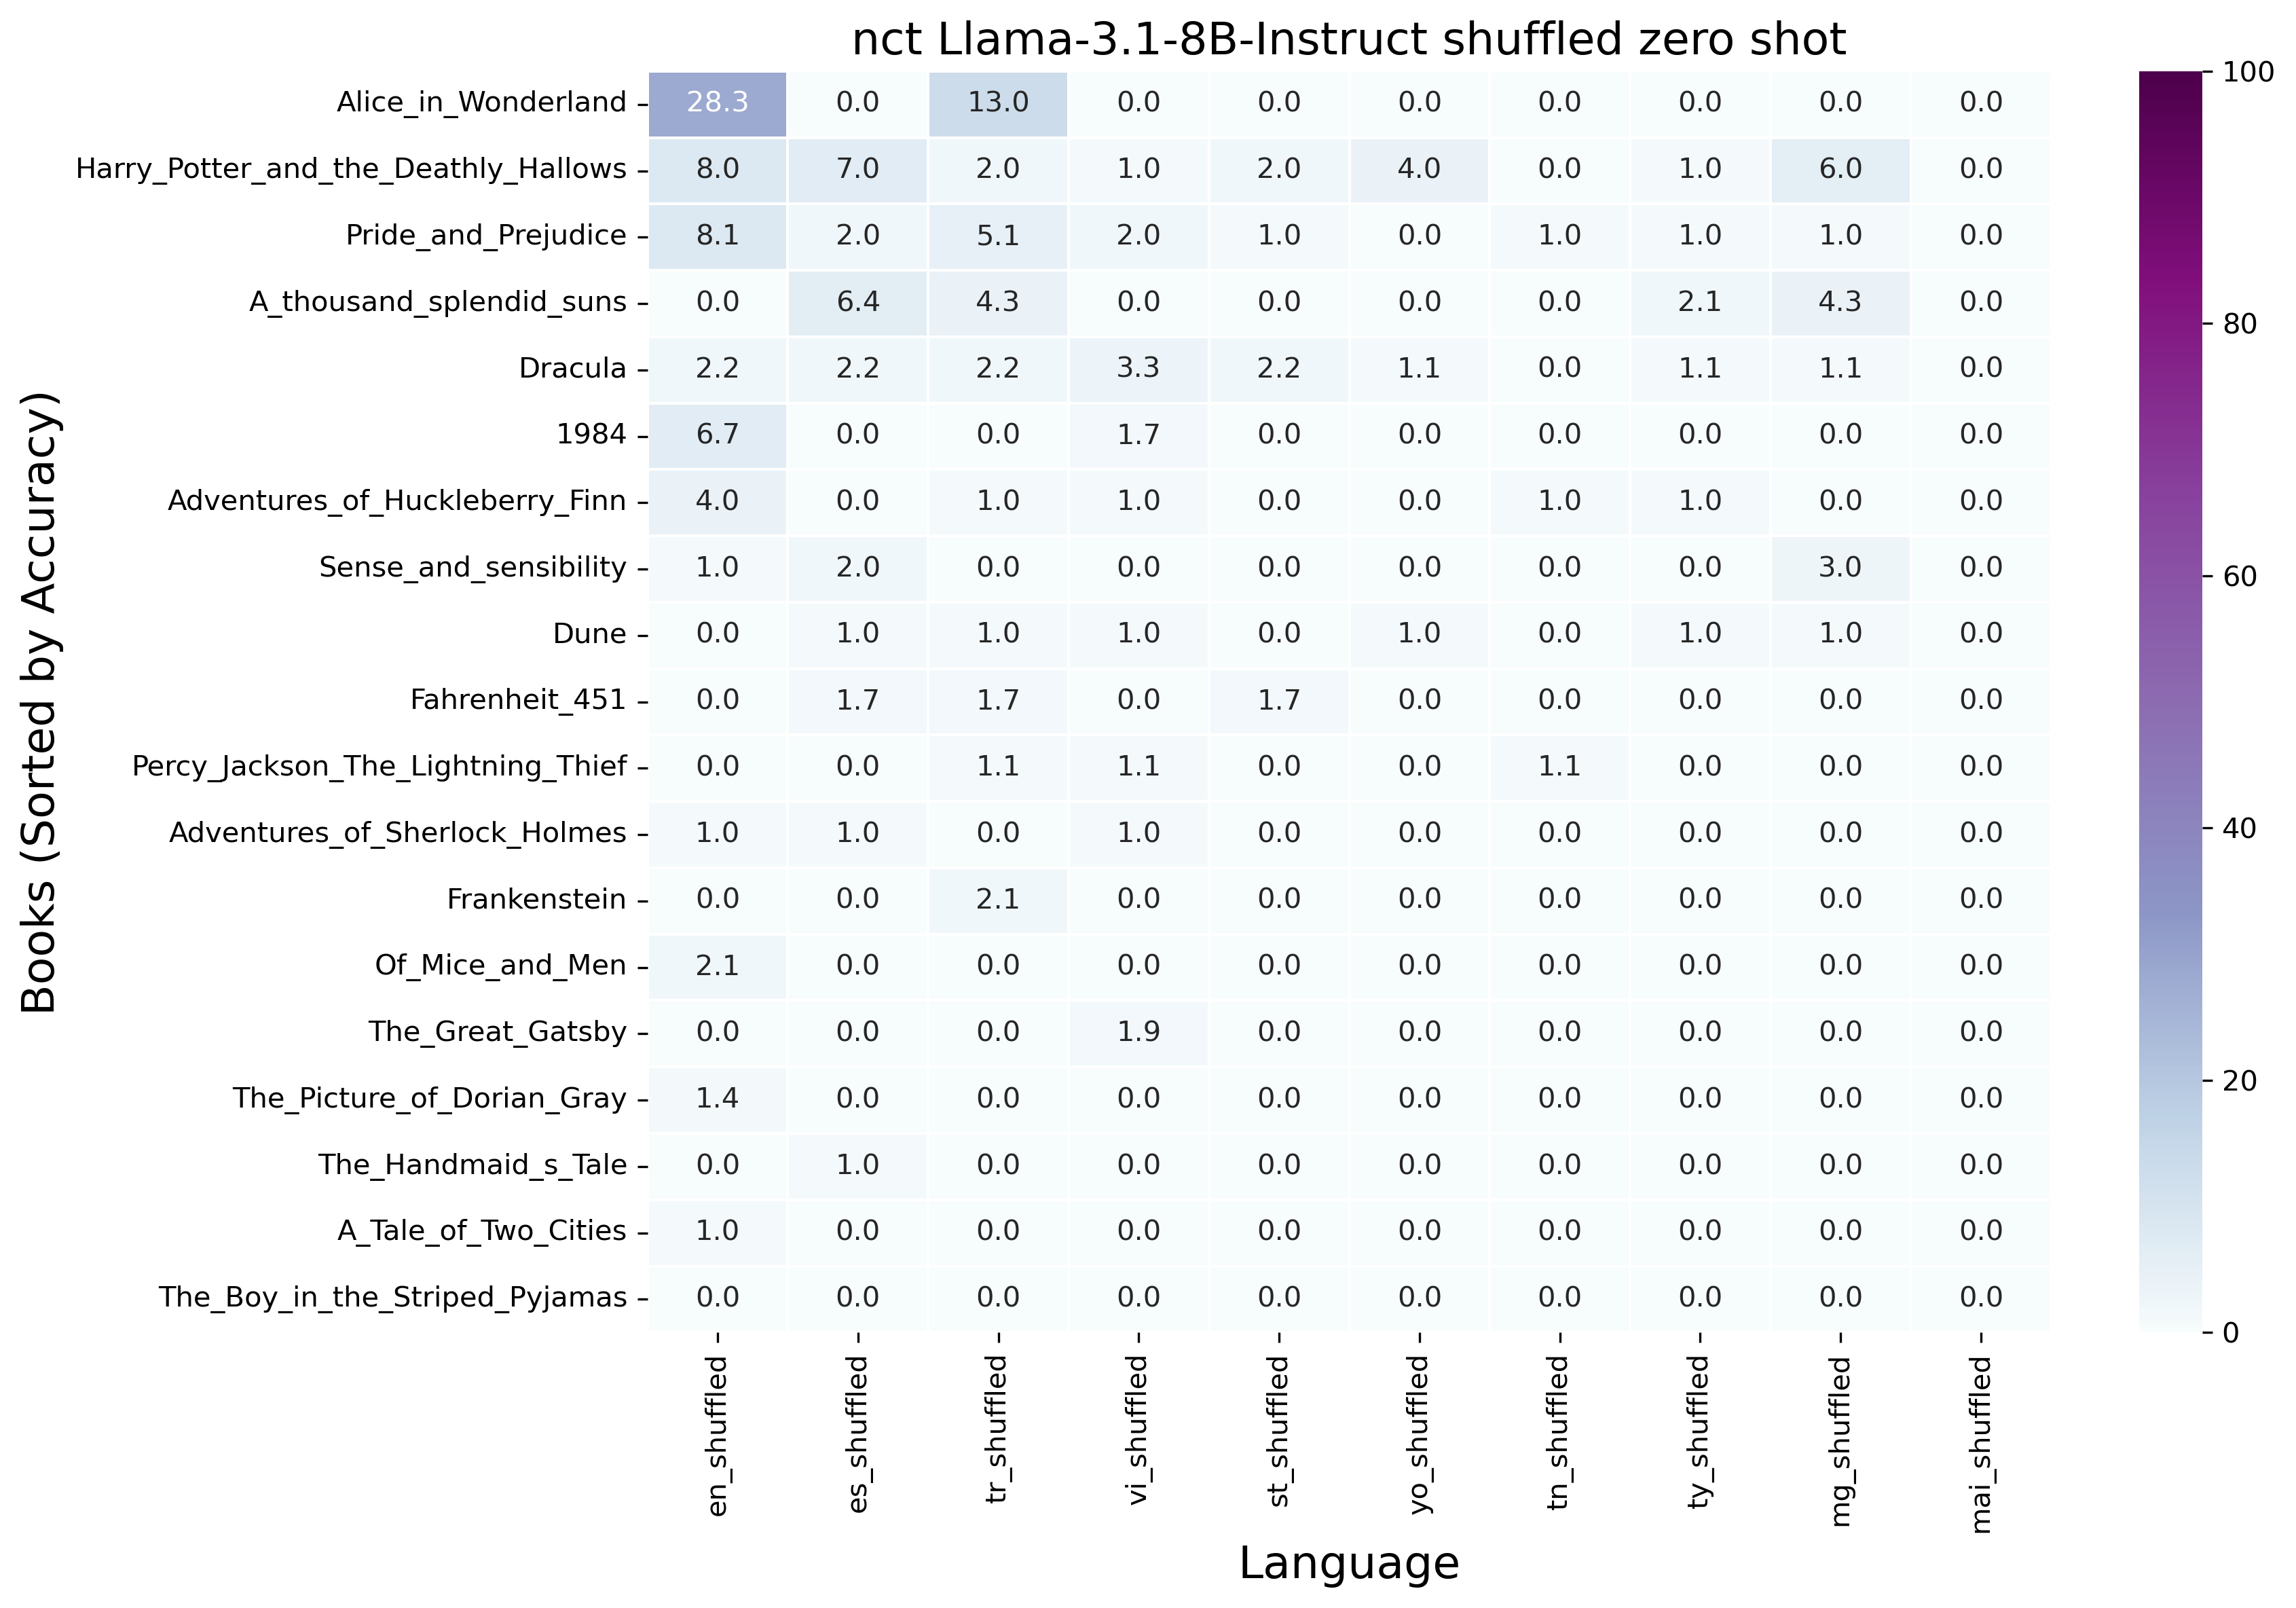 nct Llama-3.1-8B-Instruct shuffled zero shot
Books (Sorted by Accuracy)
Alice_in_Wonderland 28.3 0.0 13.0 0.0 0.0 0.0 0.0 0.0 0.0 0.0
Harry_Potter_and_the_Deathly_Hallows 8.0 7.0 2.0 1.0 2.0 4.0 0.0 1.0 6.0 0.0
Pride_and_Prejudice 8.1 2.0 5.1 2.0 1.0 0.0 1.0 1.0 1.0 0.0
A_thousand_splendid_suns 0.0 6.4 4.3 0.0 0.0 0.0 0.0 2.1 4.3 0.0
Dracula 2.2 2.2 2.2 3.3 2.2 1.1 0.0 1.1 1.1 0.0
1984 6.7 0.0 0.0 1.7 0.0 0.0 0.0 0.0 0.0 0.0
Adventures_of_Huckleberry_Finn 4.0 0.0 1.0 1.0 0.0 0.0 1.0 1.0 0.0 0.0
Sense_and_sensibility 1.0 2.0 0.0 0.0 0.0 0.0 0.0 0.0 3.0 0.0
Dune 0.0 1.0 1.0 1.0 0.0 1.0 0.0 1.0 1.0 0.0
Fahrenheit_451 0.0 1.7 1.7 0.0 1.7 0.0 0.0 0.0 0.0 0.0
Percy_Jackson_The_Lightning_Thief 0.0 0.0 1.1 1.1 0.0 0.0 1.1 0.0 0.0 0.0
Adventures_of_Sherlock_Holmes 1.0 1.0 0.0 1.0 0.0 0.0 0.0 0.0 0.0 0.0
Frankenstein 0.0 0.0 2.1 0.0 0.0 0.0 0.0 0.0 0.0 0.0
Of_Mice_and_Men 2.1 0.0 0.0 0.0 0.0 0.0 0.0 0.0 0.0 0.0
The_Great_Gatsby 0.0 0.0 0.0 1.9 0.0 0.0 0.0 0.0 0.0 0.0
The_Picture_of_Dorian_Gray 1.4 0.0 0.0 0.0 0.0 0.0 0.0 0.0 0.0 0.0
The_Handmaid_s_Tale 0.0 1.0 0.0 0.0 0.0 0.0 0.0 0.0 0.0 0.0
A_Tale_of_Two_Cities 1.0 0.0 0.0 0.0 0.0 0.0 0.0 0.0 0.0 0.0
The_Boy_in_the_Striped_Pyjamas 0.0 0.0 0.0 0.0 0.0 0.0 0.0 0.0 0.0 0.0
en_shuffled es_shuffled tr_shuffled vi_shuffled st_shuffled yo_shuffled tn_shuffled ty_shuffled mg_shuffled mai_shuffled
Language
100
80
60
40
20
0